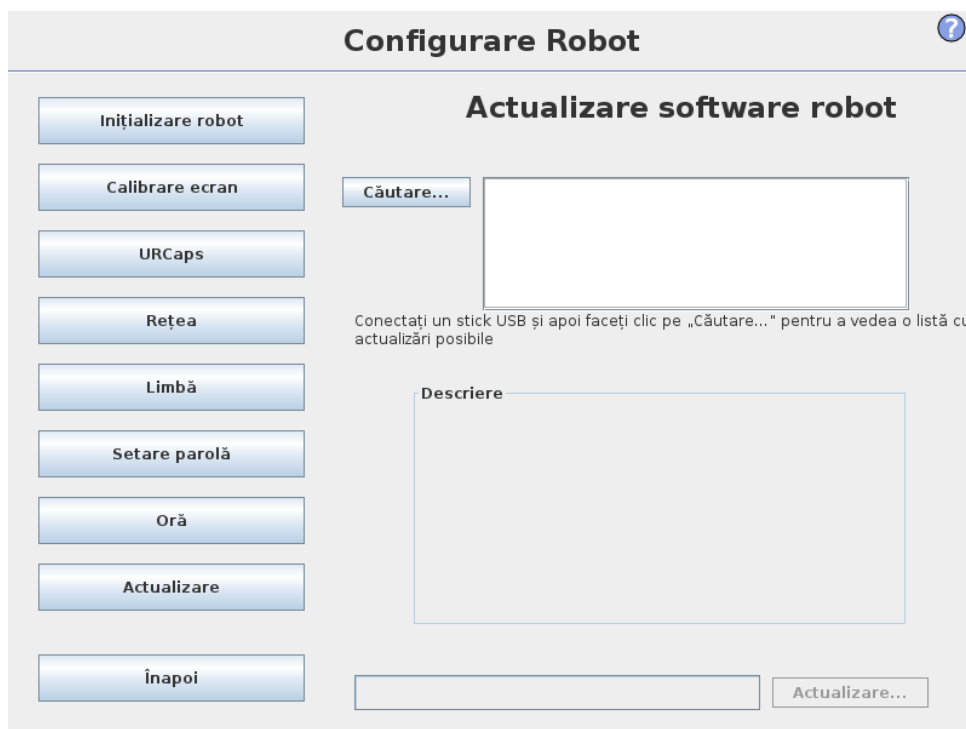 Configurare Robot
?
Inițializare robot
Calibrare ecran
URCaps
Rețea
Limbă
Setare parolă
Oră
Actualizare
Înapoi
Actualizare software robot
Căutare...
Conectați un stick USB și apoi faceți clic pe „Căutare..." pentru a vedea o listă cu
actualizări posibile
Descriere
Actualizare...